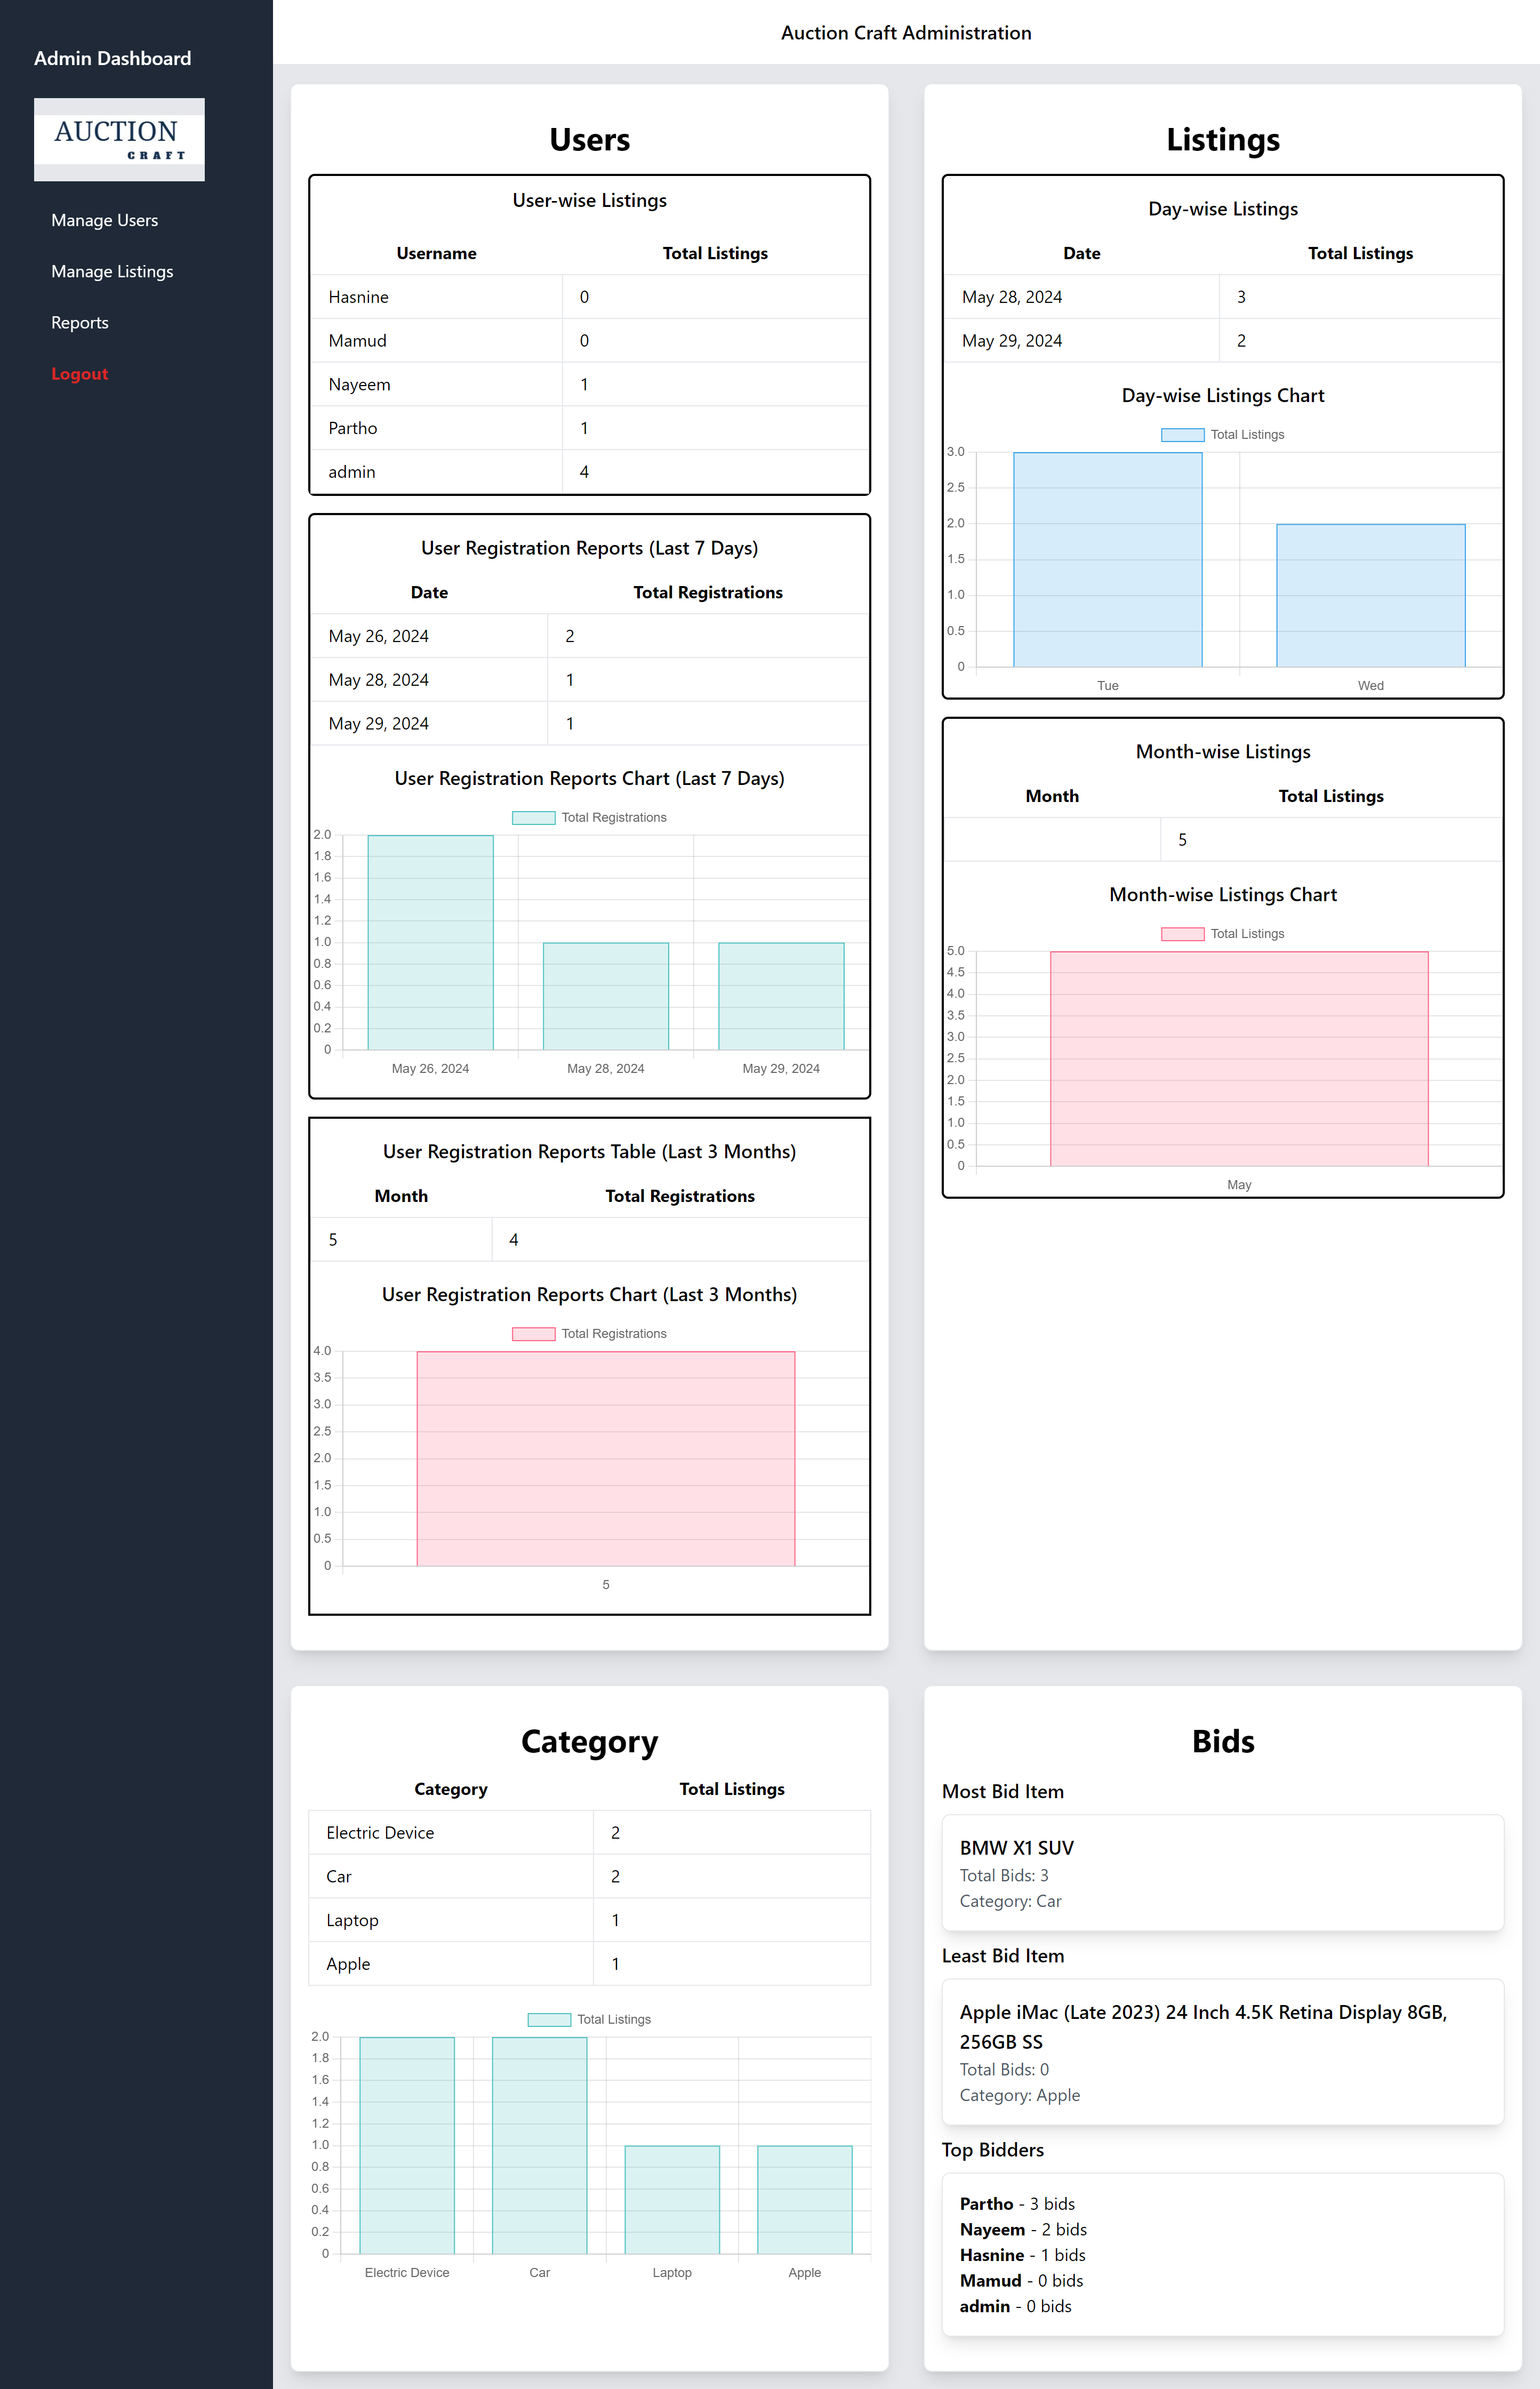 Admin Dashboard
AUCTION
CRAFT
Manage Users
Manage Listings
Reports
Logout
Auction Craft Administration
Users
User-wise Listings
Username Total Listings
Hasnine 0
Mamud 0
Nayeem 1
Partho 1
admin 4
User Registration Reports (Last 7 Days)
Date Total Registrations
May 26, 2024 2
May 28, 2024 1
May 29, 2024 1
User Registration Reports Chart (Last 7 Days)
Total Registrations
2.0
1.8
1.6
1.4
1.2
1.0
0.8
0.6
0.4
0.2
0
May 26, 2024 May 28, 2024 May 29, 2024
User Registration Reports Table (Last 3 Months)
Month Total Registrations
5 4
User Registration Reports Chart (Last 3 Months)
Total Registrations
4.0
3.5
3.0
2.5
2.0
1.5
1.0
0.5
0
5
Listings
Day-wise Listings
Date Total Listings
May 28, 2024 3
May 29, 2024 2
Day-wise Listings Chart
Total Listings
3.0
2.5
2.0
1.5
1.0
0.5
0
Tue Wed
Month-wise Listings
Month Total Listings
5
Month-wise Listings Chart
Total Listings
5.0
4.5
4.0
3.5
3.0
2.5
2.0
1.5
1.0
0.5
0
May
Category
Category Total Listings
Electric Device 2
Car 2
Laptop 1
Apple 1
Total Listings
2.0
1.8
1.6
1.4
1.2
1.0
0.8
0.6
0.4
0.2
0
Electric Device Car Laptop Apple
Bids
Most Bid Item
BMW X1 SUV
Total Bids: 3
Category: Car
Least Bid Item
Apple iMac (Late 2023) 24 Inch 4.5K Retina Display 8GB,
256GB SS
Total Bids: 0
Category: Apple
Top Bidders
Partho - 3 bids
Nayeem - 2 bids
Hasnine - 1 bids
Mamud - 0 bids
admin - 0 bids